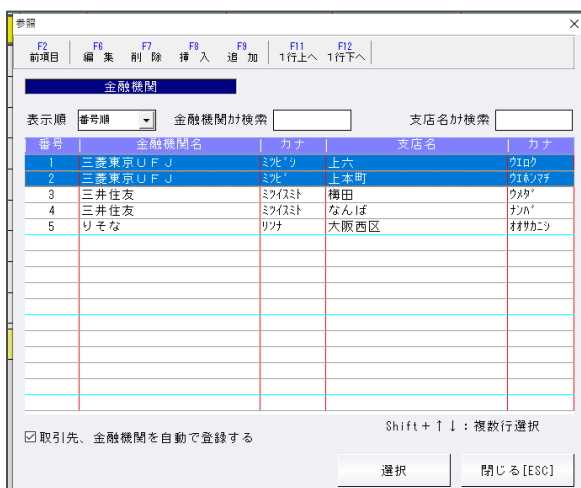 参照
F2 F6 F7 F8 F9 F11 F12
前項目 編 集 削 除 挿 入 追 加 1行上へ 1行下へ
金融機関
表示順 番号順 金融機関ｶﾅ検索 支店名ｶﾅ検索
番号 金融機関名 カナ 支店名 カナ
1 三菱東京ＵＦＪ ﾐﾂﾋﾞｼ 上六 ｳｴﾛｸ
2 三菱東京ＵＦＪ ﾐﾂﾋﾞ 上本町 ｳｴﾎﾝﾏﾁ
3 三井住友 ﾐﾂｲｽﾐﾄ 梅田 ｳﾒﾀﾞ
4 三井住友 ﾐﾂｲｽﾐﾄ なんば ﾅﾝﾊﾞ
5 りそな ﾘｿﾅ 大阪西区 ｵｵｻｶﾆｼ
Shift＋↑↓：複数行選択
取引先、金融機関を自動で登録する
選択 閉じる[ESC]